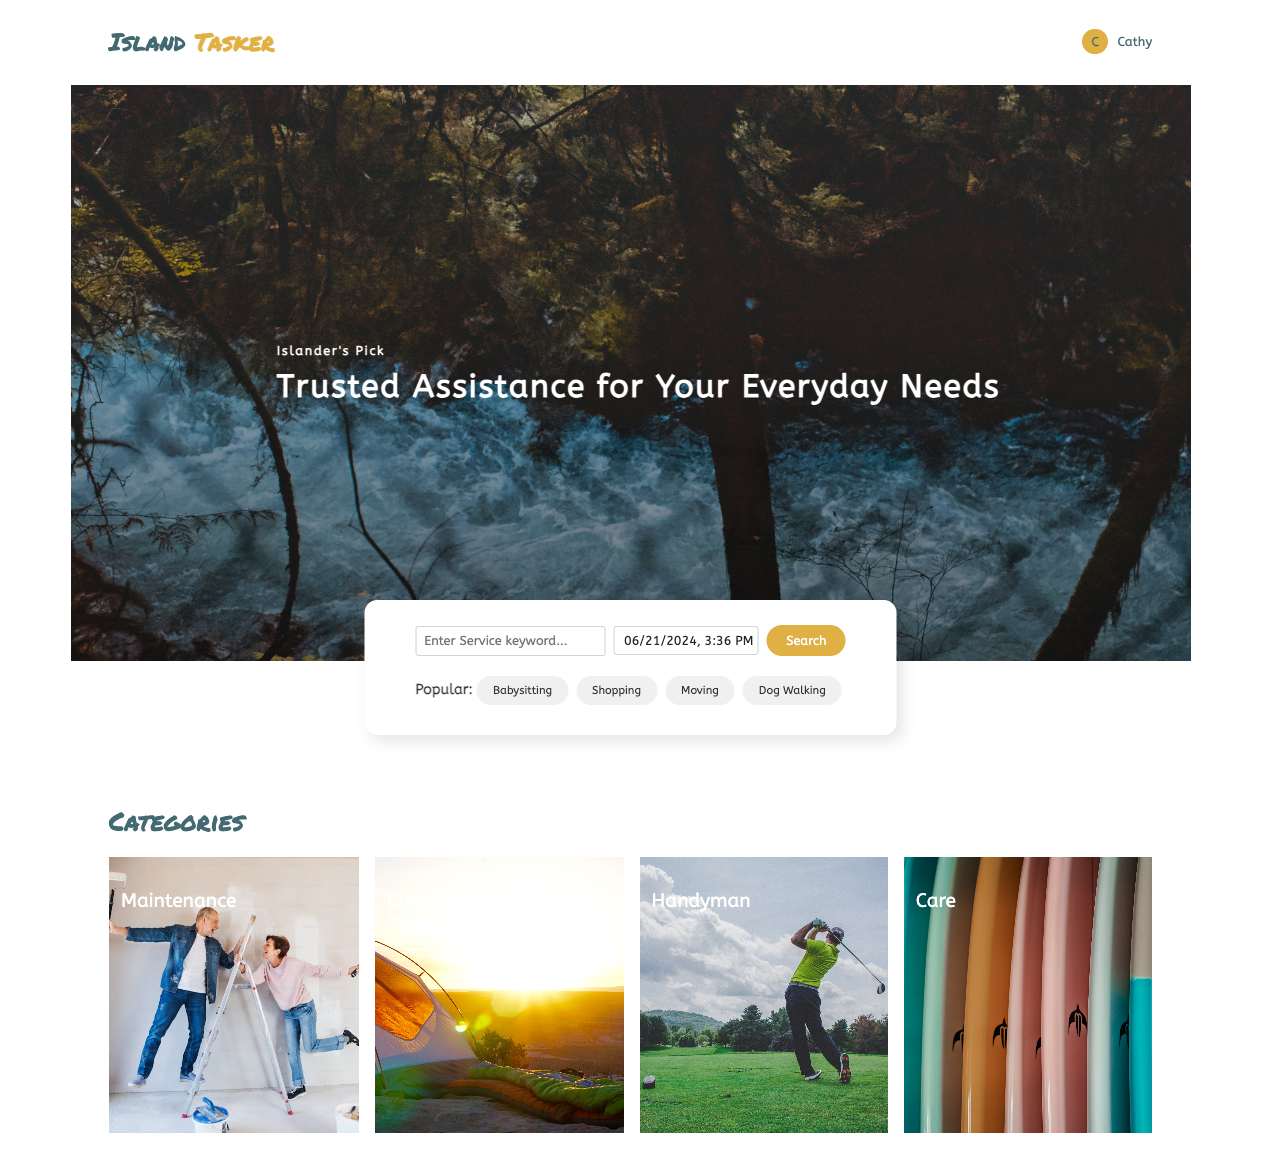 Island Tasker
C Cathy
Islander's Pick
Trusted Assistance for Your Everyday Needs
Enter Service keyword... 06/21/2024, 3:36 PM Search
Popular: Babysitting Shopping Moving Dog Walking
Categories
Maintenance Handyman Care